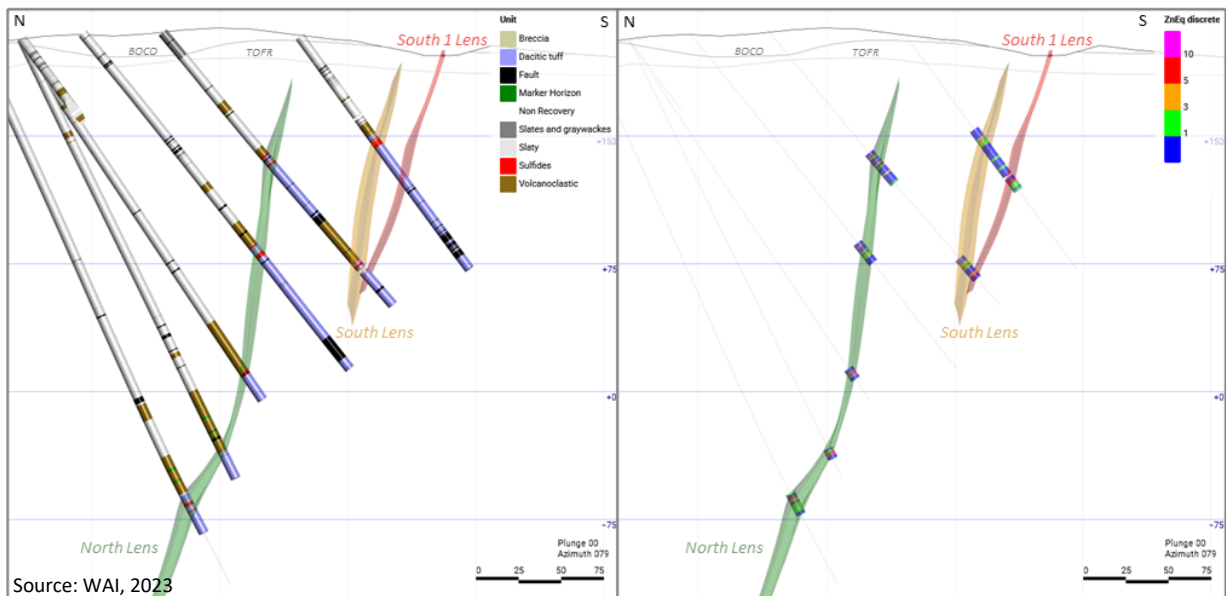 N
S
BOCO
TOFR
South 1 Lens
Unit
Breccia
Dacitic tuff
Fault
Marker Horizon
Non Recovery
Slates and graywackes
Slaty
Sulfides
Volcanoclastic
+150
+75
South Lens
+0
-75
North Lens
Plunge 00
Azimuth 079
0 25 50 75
Source: WAI, 2023
N
S
BOCO
TOFR
South 1 Lens
ZnEq discrete
10
5
3
1
+150
+75
South Lens
+0
-75
North Lens
Plunge 00
Azimuth 079
0 25 50 75